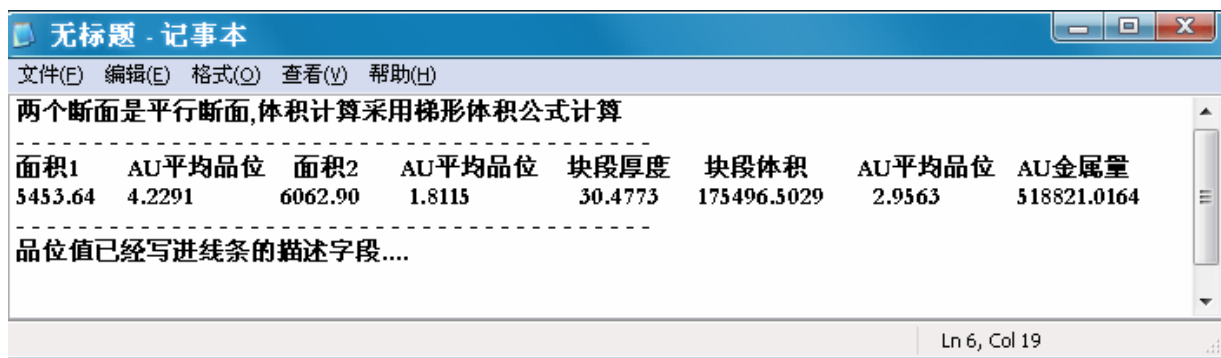 无标题 - 记事本
文件(F) 编辑(E) 格式(O) 查看(V) 帮助(H)
两个断面是平行断面,体积计算采用梯形体积公式计算
- - - - - - - - - - - - - - - - - - - - - - - - - - - - - - - - - - - - - - - - - - -
面积1 AU平均品位 面积2 AU平均品位 块段厚度 块段体积 AU平均品位 AU金属量
5453.64 4.2291 6062.90 1.8115 30.4773 175496.5029 2.9563 518821.0164
- - - - - - - - - - - - - - - - - - - - - - - - - - - - - - - - - - - - - - - - - - -
品位值已经写进线条的描述字段....
Ln 6, Col 19